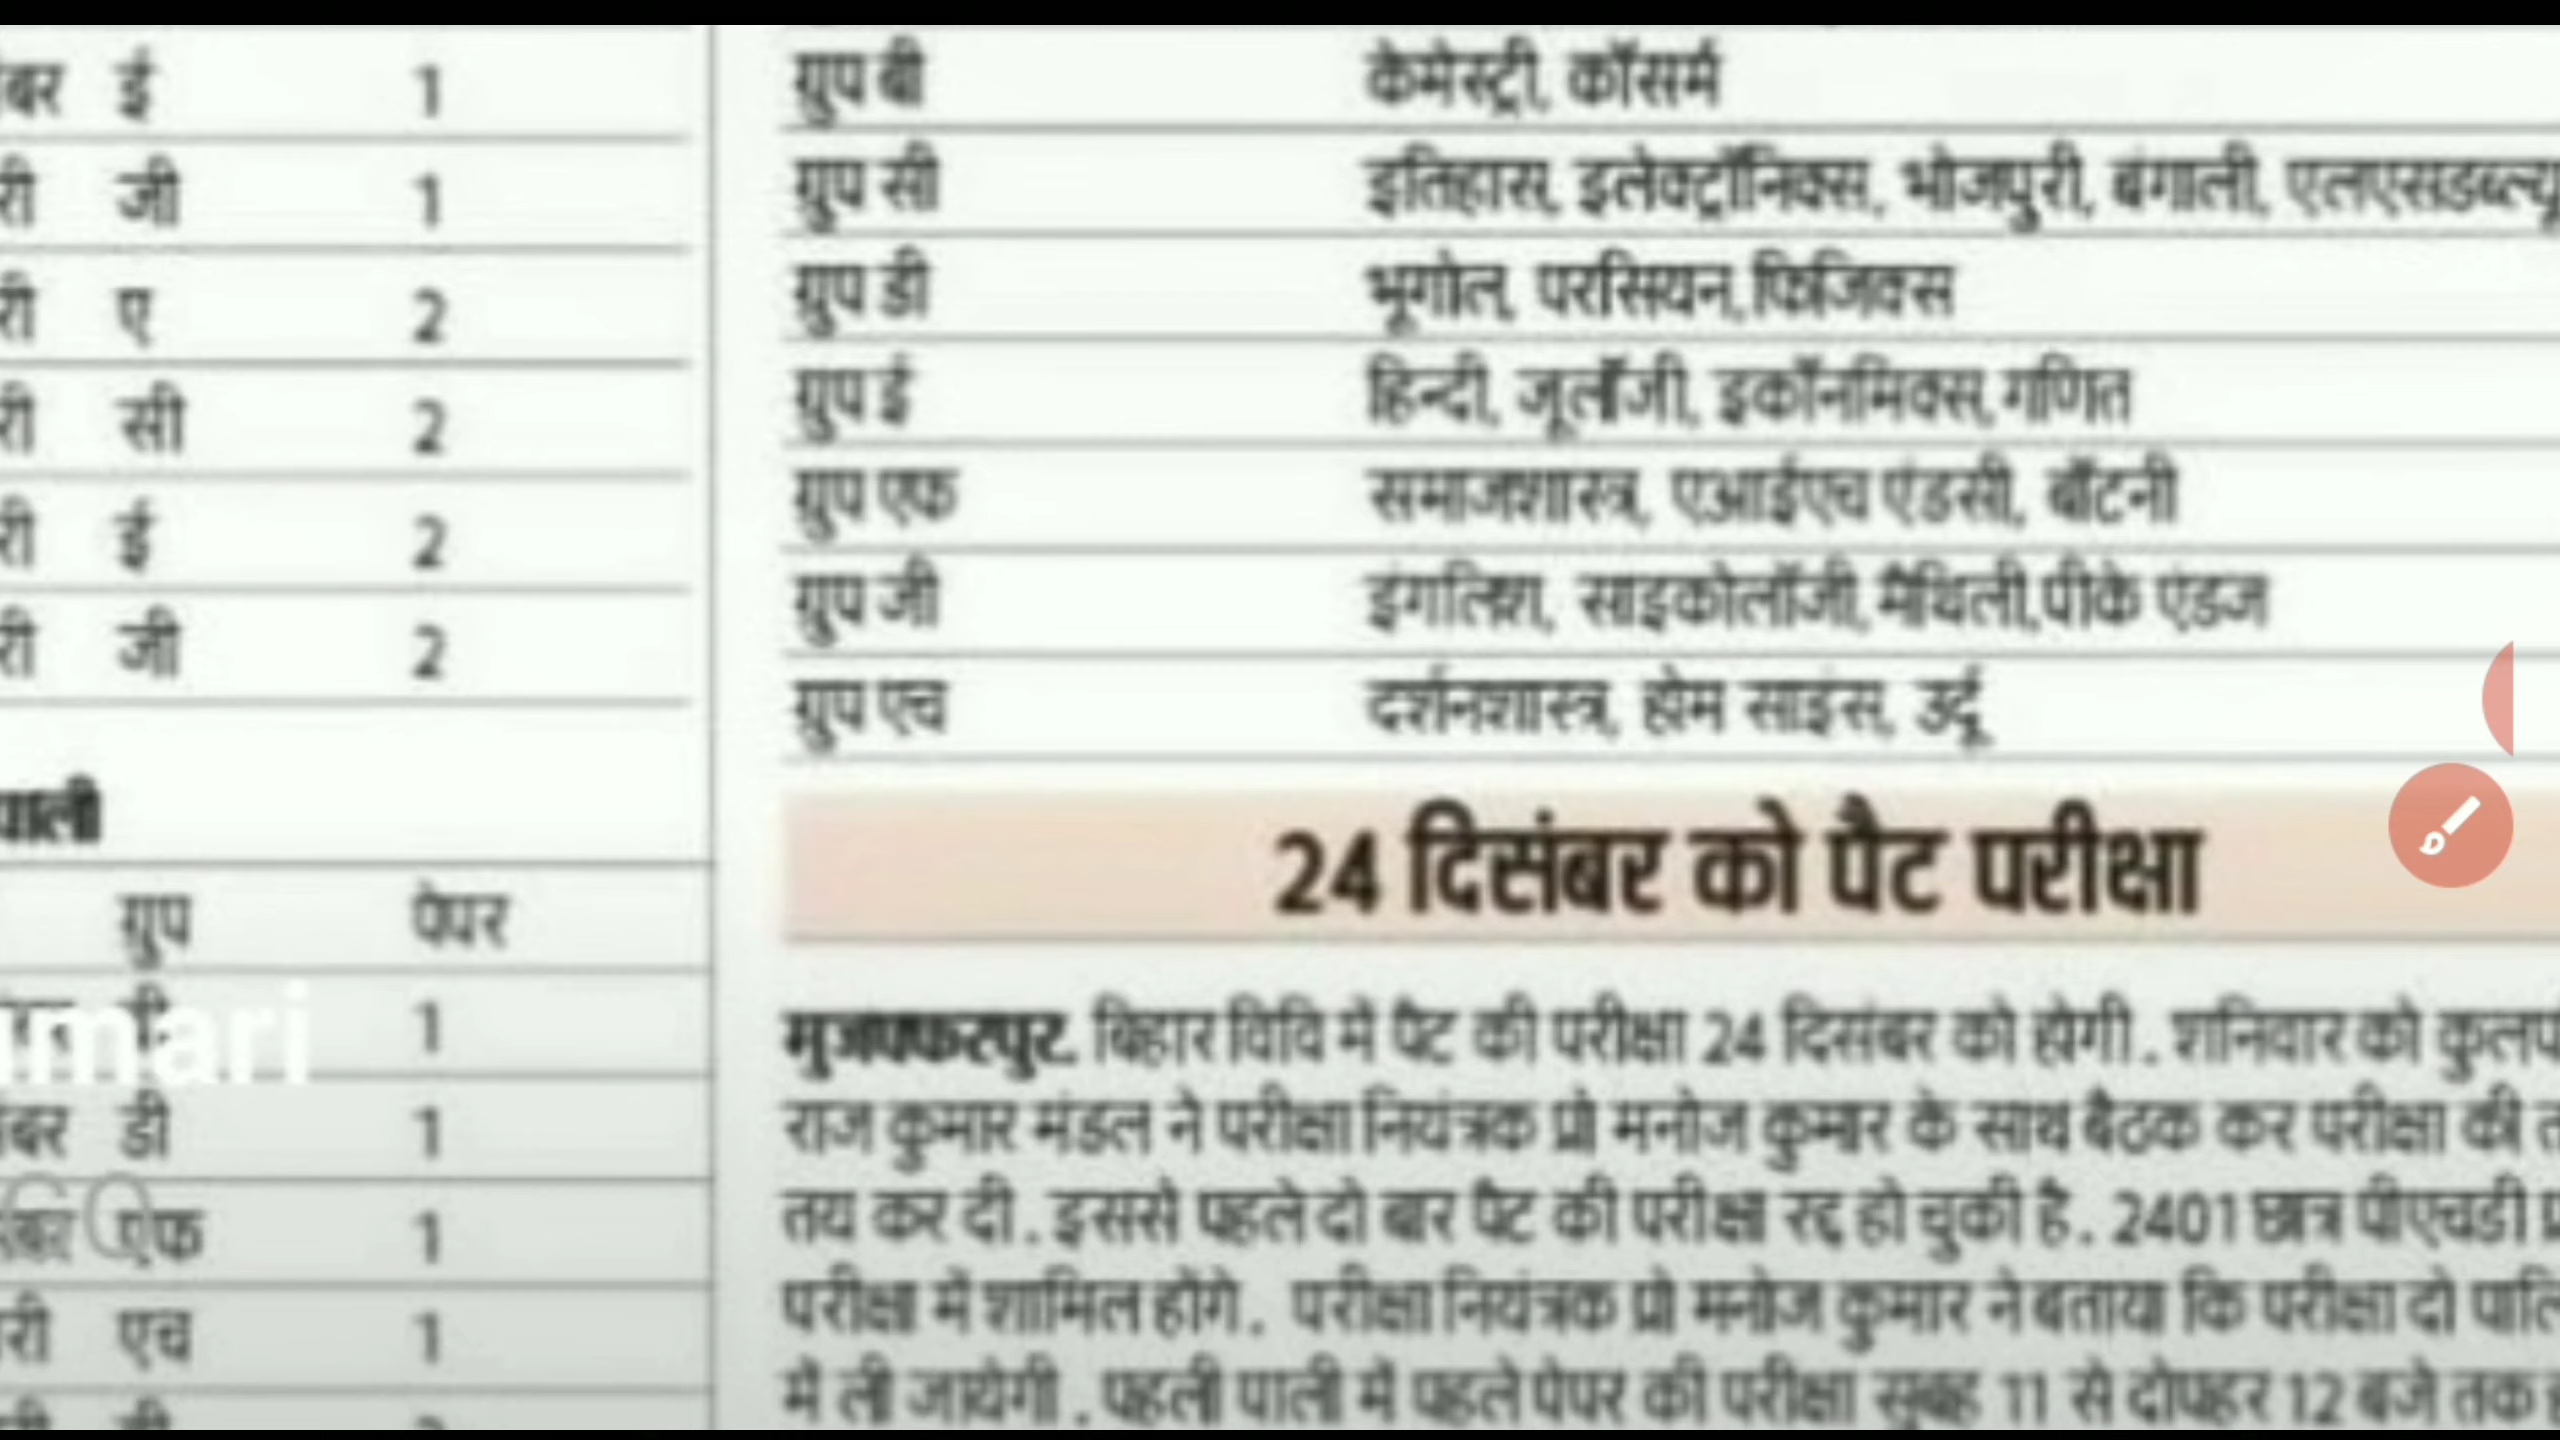 ंबर ई 1
री जी 1
री ए 2
री सी 2
री ई 2
री जी 2
पाली
ग्रुप पेपर
1
ंबर डी 1
एफ 1
री एच 1
ग्रुप बी केमेस्ट्री, कॉमर्स
ग्रुप सी इतिहास, इलेक्ट्रॉनिक्स, भोजपुरी, बंगाली, एलएसडब्ल्यू
ग्रुप डी भूगोल, परसियन,फिजिक्स
ग्रुप ई हिन्दी, जूलॉजी, इकॉनमिक्स,गणित
ग्रुप एफ समाजशास्त्र, एआईएच एंडसी, बॉटनी
ग्रुप जी इंगलिश, साइकोलॉजी,मैथिली,पीके एंडज
ग्रुप एच दर्शनशास्त्र, होम साइंस, उर्दू
24 दिसंबर को पैट परीक्षा
मुजफ्फरपुर. बिहार विवि में पैट की परीक्षा 24 दिसंबर को होगी. शनिवार को कुलप
राज कुमार मंडल ने परीक्षा नियंत्रक प्रो मनोज कुमार के साथ बैठक कर परीक्षा की त
तय कर दी. इससे पहले दो बार पैट की परीक्षा रद्द हो चुकी है. 2401 छात्र पीएचडी प्र
परीक्षा में शामिल होंगे. परीक्षा नियंत्रक प्रो मनोज कुमार ने बताया कि परीक्षा दो पालि
में ली जायेगी. पहली पाली में पहले पेपर की परीक्षा सुबह 11 से दोपहर 12 बजे तक ह
umari